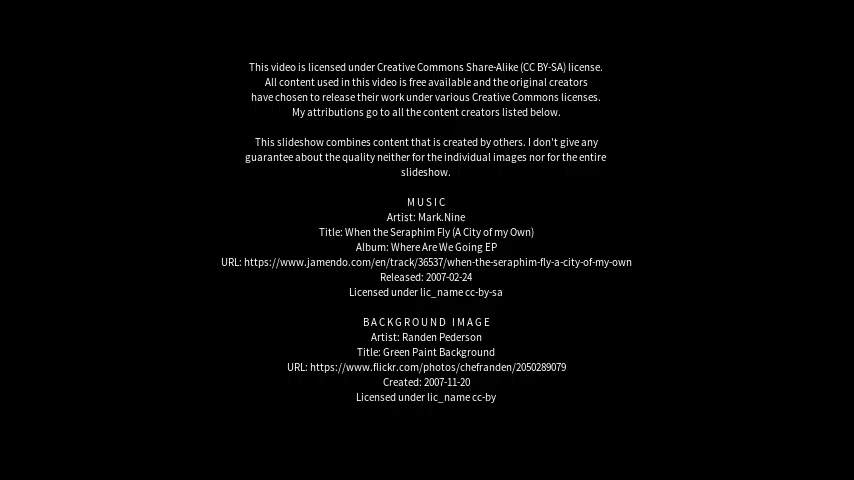 This video is licensed under Creative Commons Share-Alike (CC BY-SA) license.
All content used in this video is free available and the original creators
have chosen to release their work under various Creative Commons licenses.
My attributions go to all the content creators listed below.
This slideshow combines content that is created by others. I don't give any
guarantee about the quality neither for the individual images nor for the entire
slideshow.
MUSIC
Artist: Mark.Nine
Title: When the Seraphim Fly (A City of my Own)
Album: Where Are We Going EP
URL: https://www.jamendo.com/en/track/36537/when-the-seraphim-fly-a-city-of-my-own
Released: 2007-02-24
Licensed under lic_name cc-by-sa
BACKGROUND IMAGE
Artist: Randen Pederson
Title: Green Paint Background
URL: https://www.flickr.com/photos/chefranden/2050289079
Created: 2007-11-20
Licensed under lic_name cc-by